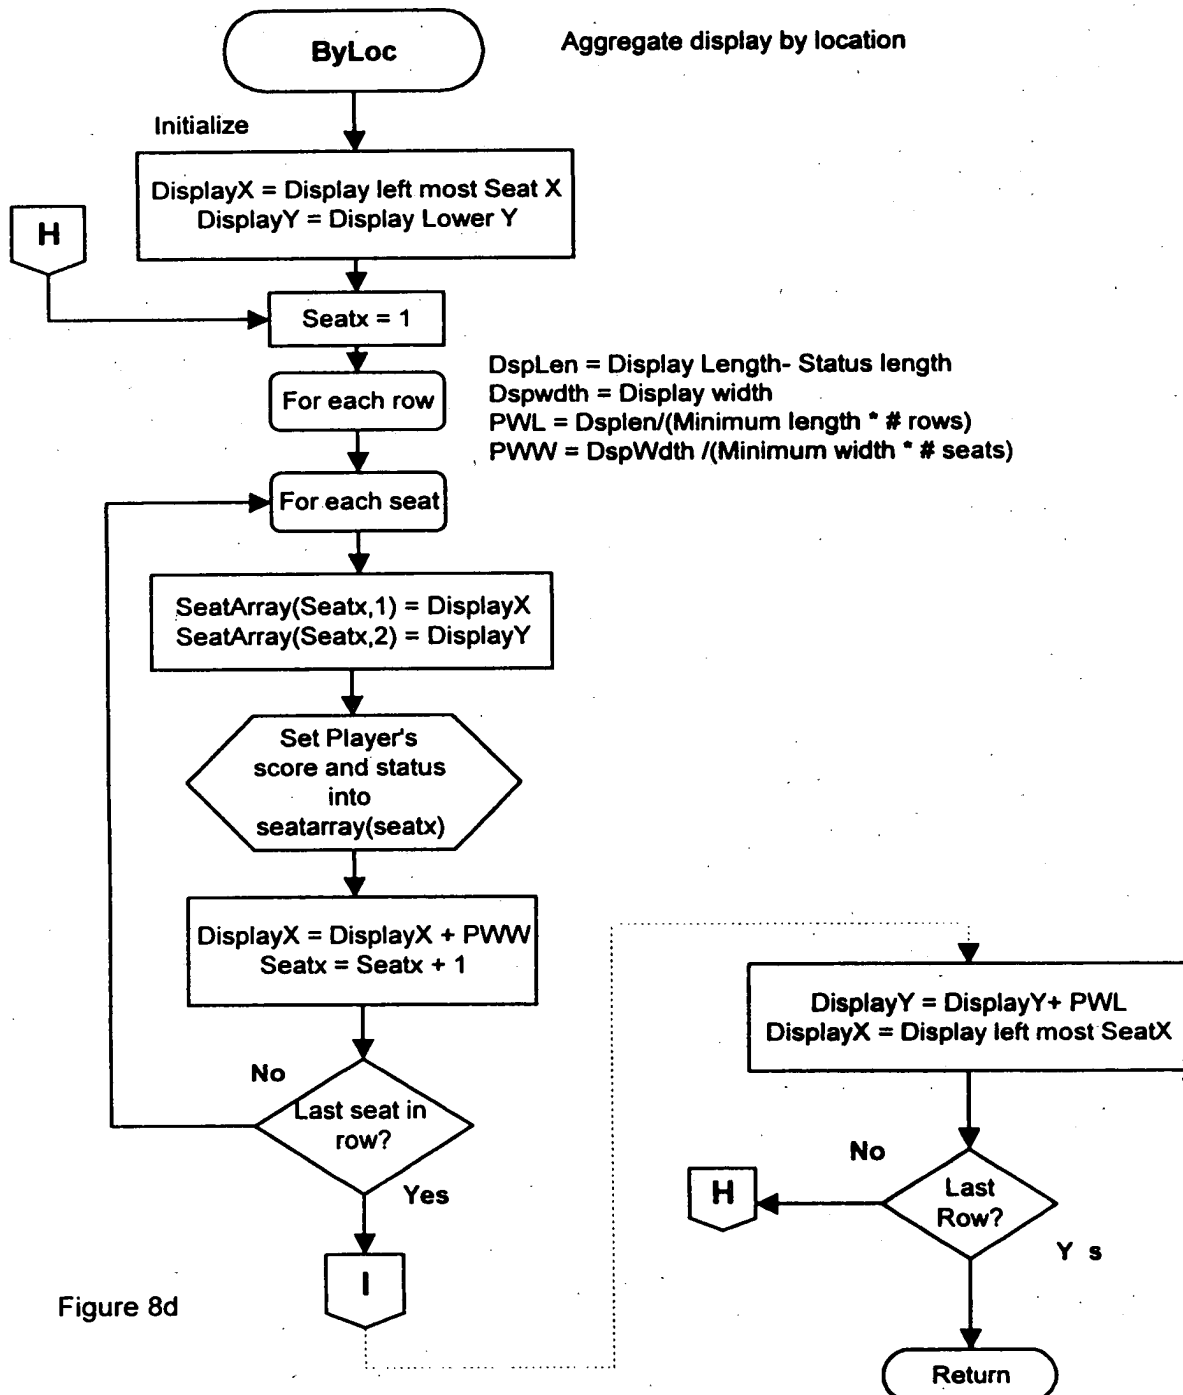 ByLoc
Aggregate display by location
Initialize
DisplayX = Display left most Seat X
DisplayY = Display Lower Y
H
Seatx = 1
For each row
DspLen = Display Length- Status length
Dspwdth = Display width
PWL = Dsplen/(Minimum length * # rows)
PWW = DspWdth /(Minimum width * # seats)
For each seat
SeatArray(Seatx,1) = DisplayX
SeatArray(Seatx,2) = DisplayY
Set Player's
score and status
into
seatarray(seatx)
DisplayX = DisplayX + PWW
Seatx = Seatx + 1
No
Last seat in
row?
Yes
I
DisplayY = DisplayY+ PWL
DisplayX = Display left most SeatX
No
H
Last
Row?
Y s
Return
Figure 8d